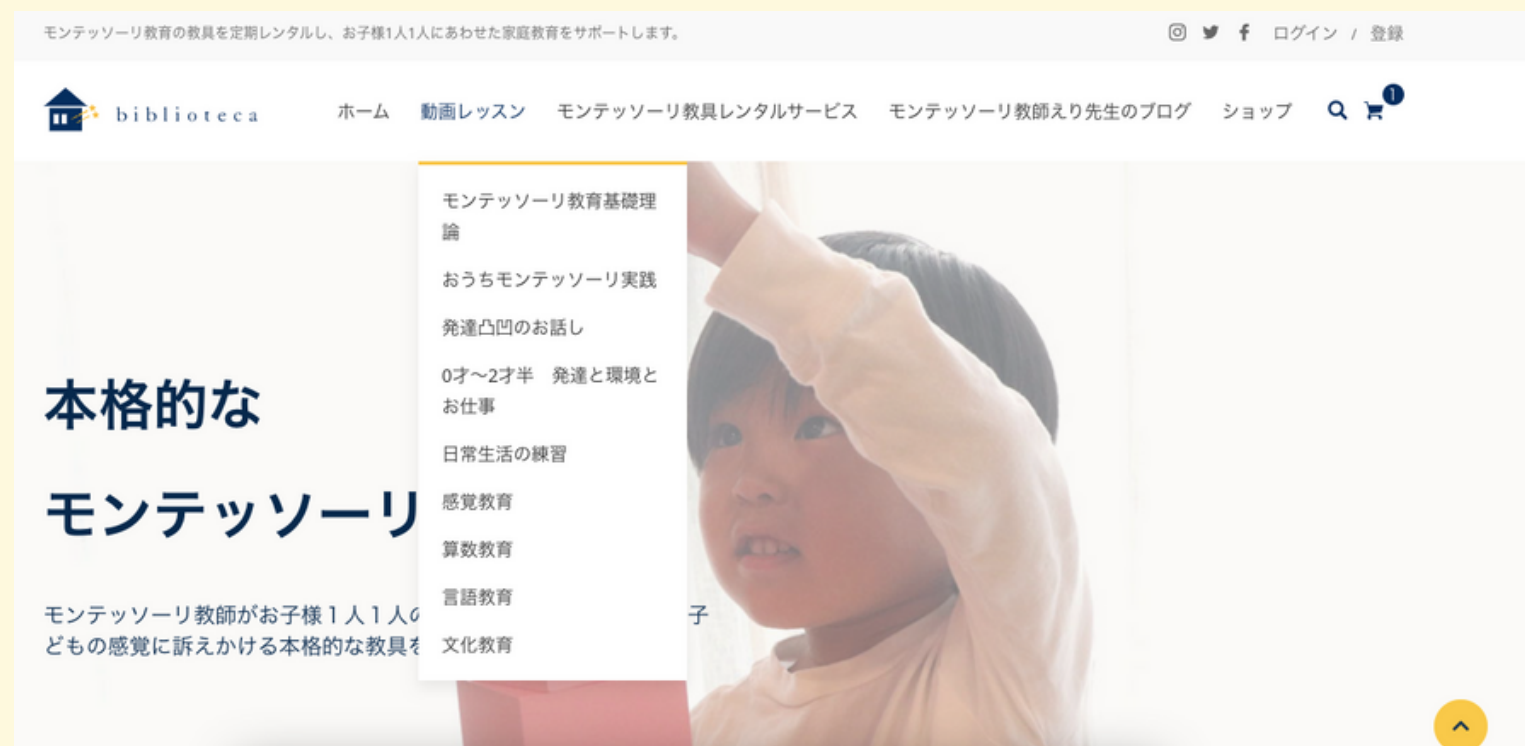 モンテッソーリ教育の教具を定期レンタルし、お子様1人1人にあわせた家庭教育をサポートします。
ログイン / 登録
biblioteca
ホーム 動画レッスン モンテッソーリ教具レンタルサービス モンテッソーリ教師えり先生のブログ ショップ
1
モンテッソーリ教育基礎理
論
おうちモンテッソーリ実践
発達凸凹のお話し
0才〜2才半　発達と環境と
お仕事
日常生活の練習
感覚教育
算数教育
言語教育
文化教育
本格的な
モンテッソーリ
モンテッソーリ教師がお子様１人１人の 子
どもの感覚に訴えかける本格的な教具を